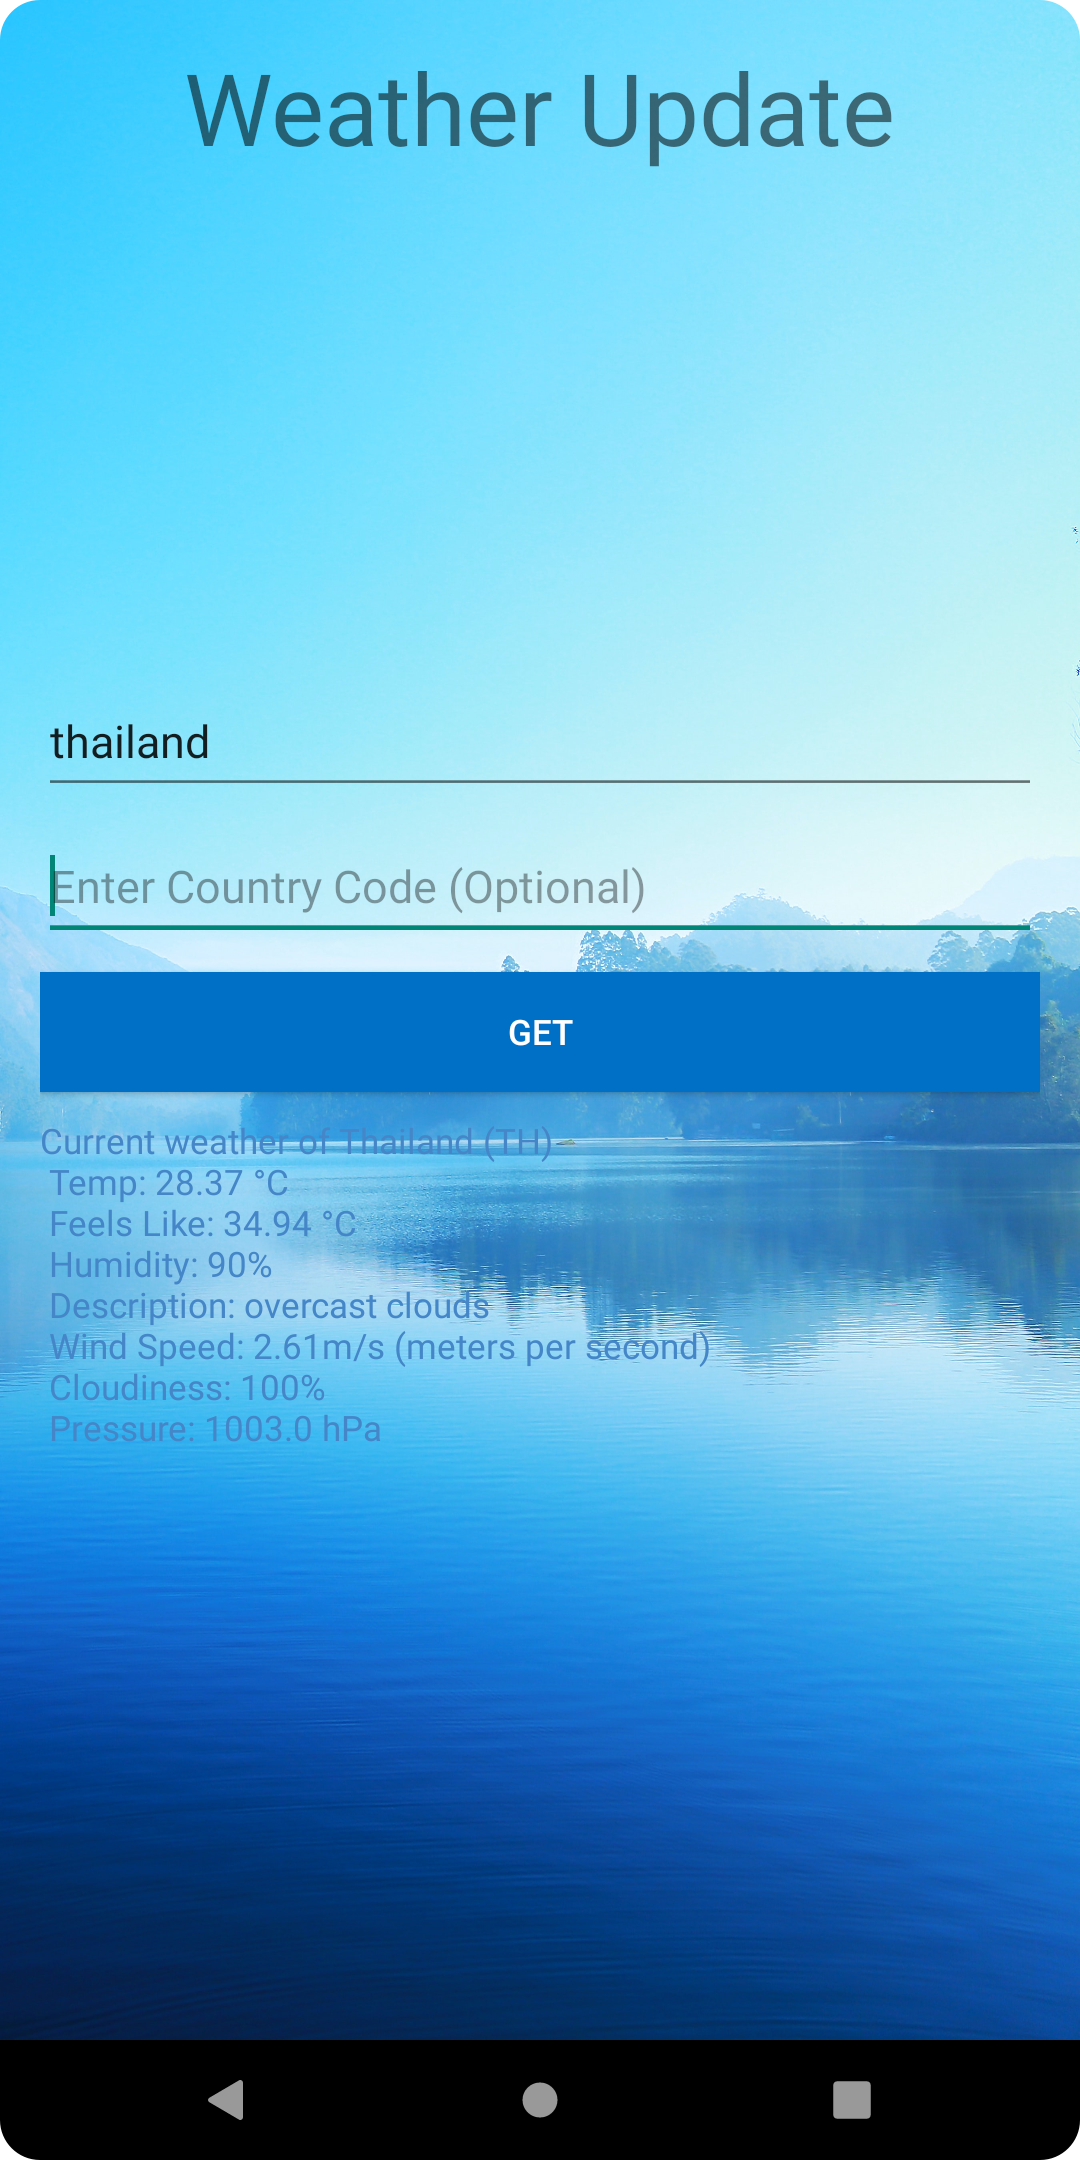 Weather Update
thailand
Enter Country Code (Optional)
GET
Current weather of Thailand (TH)
Temp: 28.37 °C
Feels Like: 34.94 °C
Humidity: 90%
Description: overcast clouds
Wind Speed: 2.61m/s (meters per second)
Cloudiness: 100%
Pressure: 1003.0 hPa